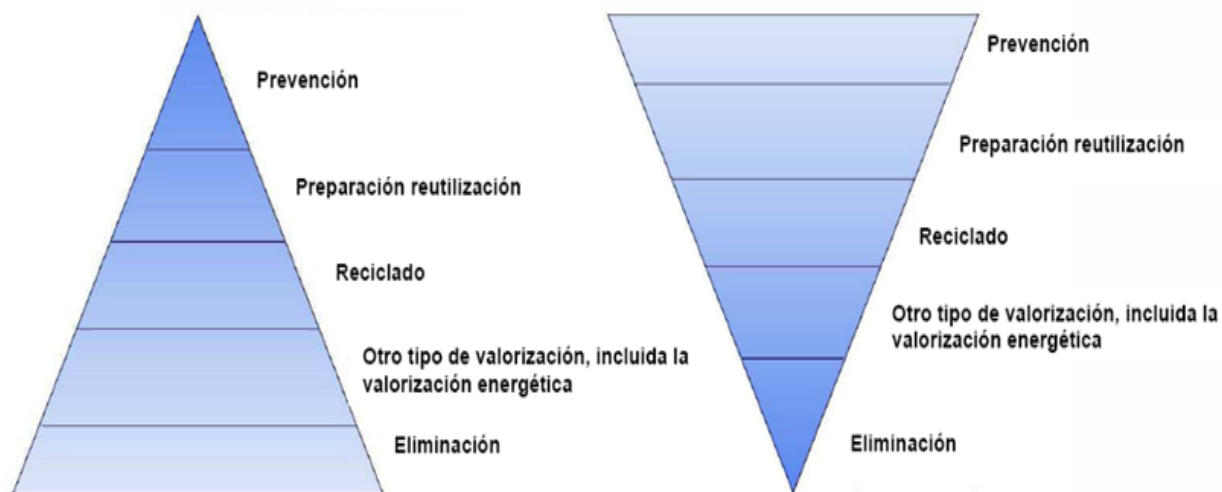 Prevención
Preparación reutilización
Reciclado
Otro tipo de valorización, incluida la
valorización energética
Eliminación
Prevención
Preparación reutilización
Reciclado
Otro tipo de valorización, incluida la
valorización energética
Eliminación